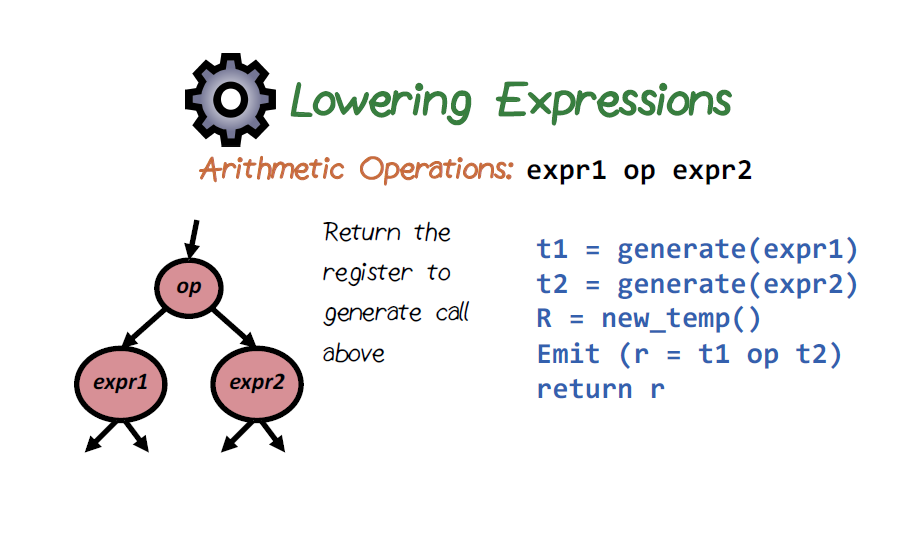 Lowering Expressions
Arithmetic Operations: expr1 op expr2
op
expr1
expr2
Return the
register to
generate call
above
t1 = generate(expr1)
t2 = generate(expr2)
R = new_temp()
Emit (r = t1 op t2)
return r